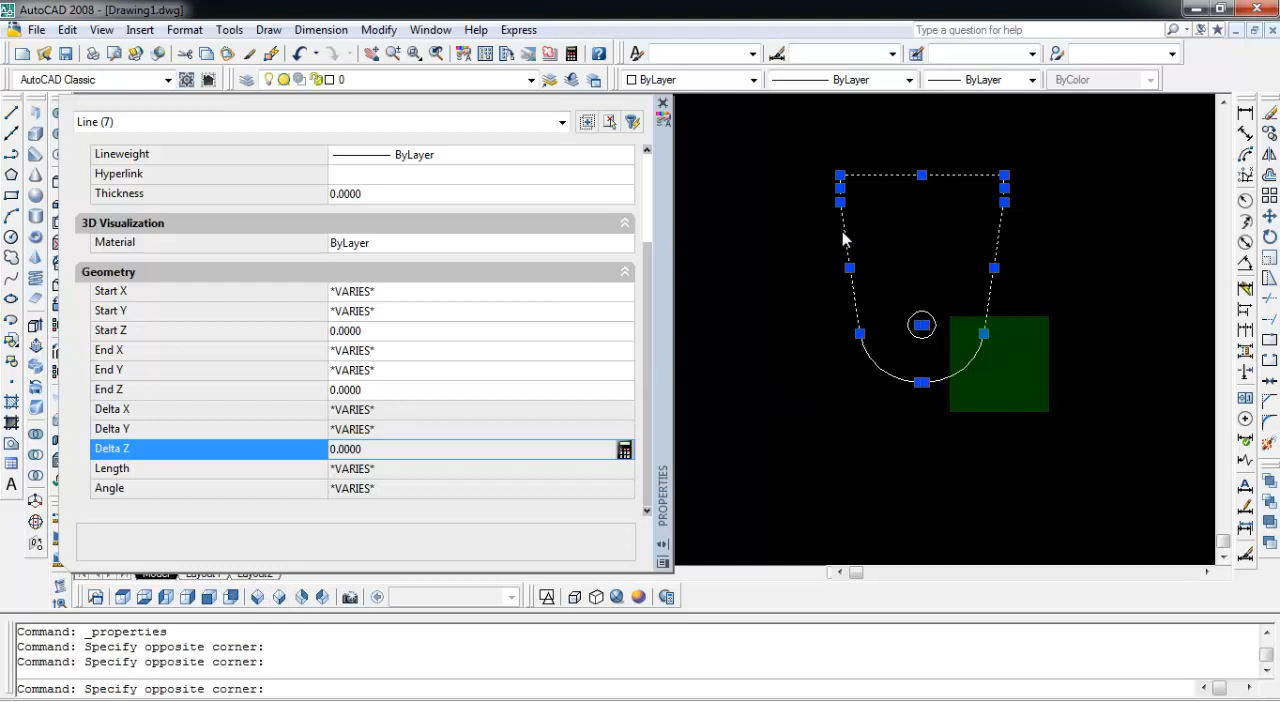 AutoCAD 2008 - [Drawing1.dwg]
File Edit View Insert Format Tools Draw Dimension Modify Window Help Express
Type a question for help
AutoCAD Classic
0
ByLayer
ByLayer
ByLayer
ByColor
Line (7)
Lineweight ByLayer
Hyperlink
Thickness 0.0000
3D Visualization
Material ByLayer
Geometry
Start X *VARIES*
Start Y *VARIES*
Start Z 0.0000
End X *VARIES*
End Y *VARIES*
End Z 0.0000
Delta X *VARIES*
Delta Y *VARIES*
Delta Z 0.0000
Length *VARIES*
Angle *VARIES*
PROPERTIES
A
Model Layout1 Layout2
Command: _properties
Command: Specify opposite corner:
Command: Specify opposite corner:
Command: Specify opposite corner: